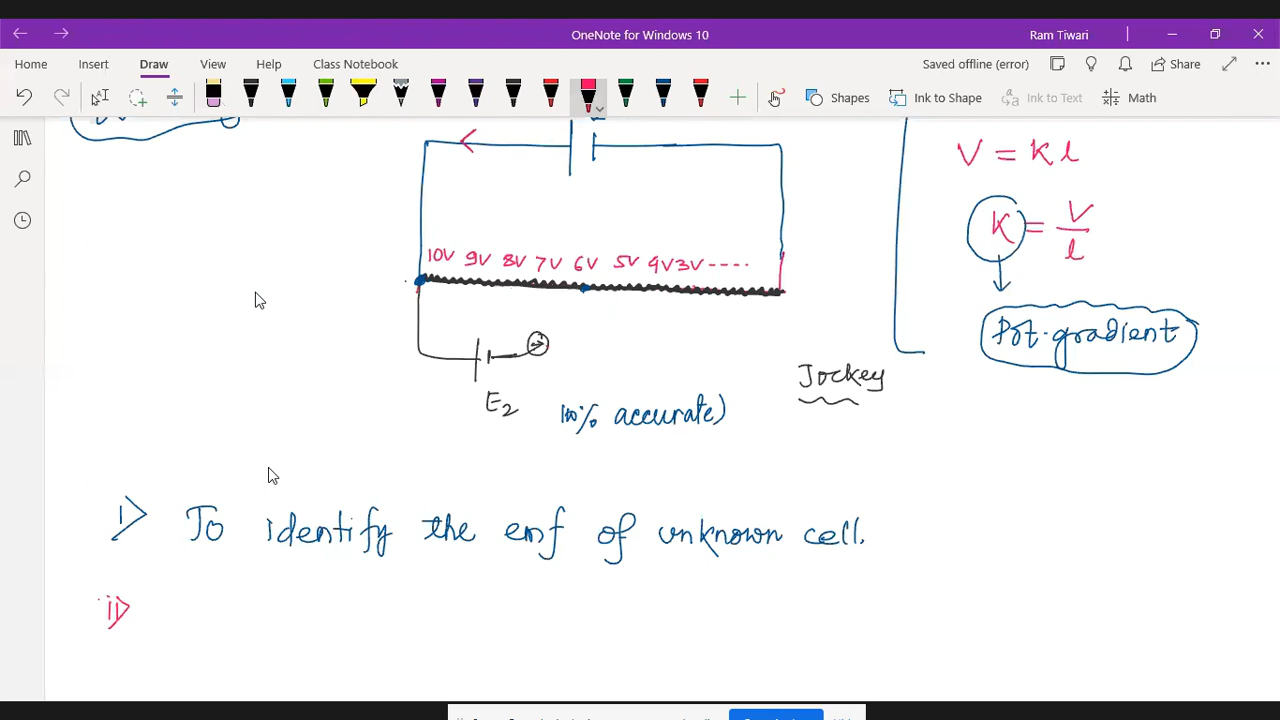 OneNote for Windows 10
Ram Tiwari
Home Insert Draw View Help Class Notebook
Saved offline (error) Share
Shapes Ink to Shape Ink to Text Math
V = Kl
K = V/l
10V 9V 8V 7V 6V 5V 4V 3V ----
Pot. gradient
Jockey
E2
100% accurate)
i> To identify the emf of unknown cell.
ii>